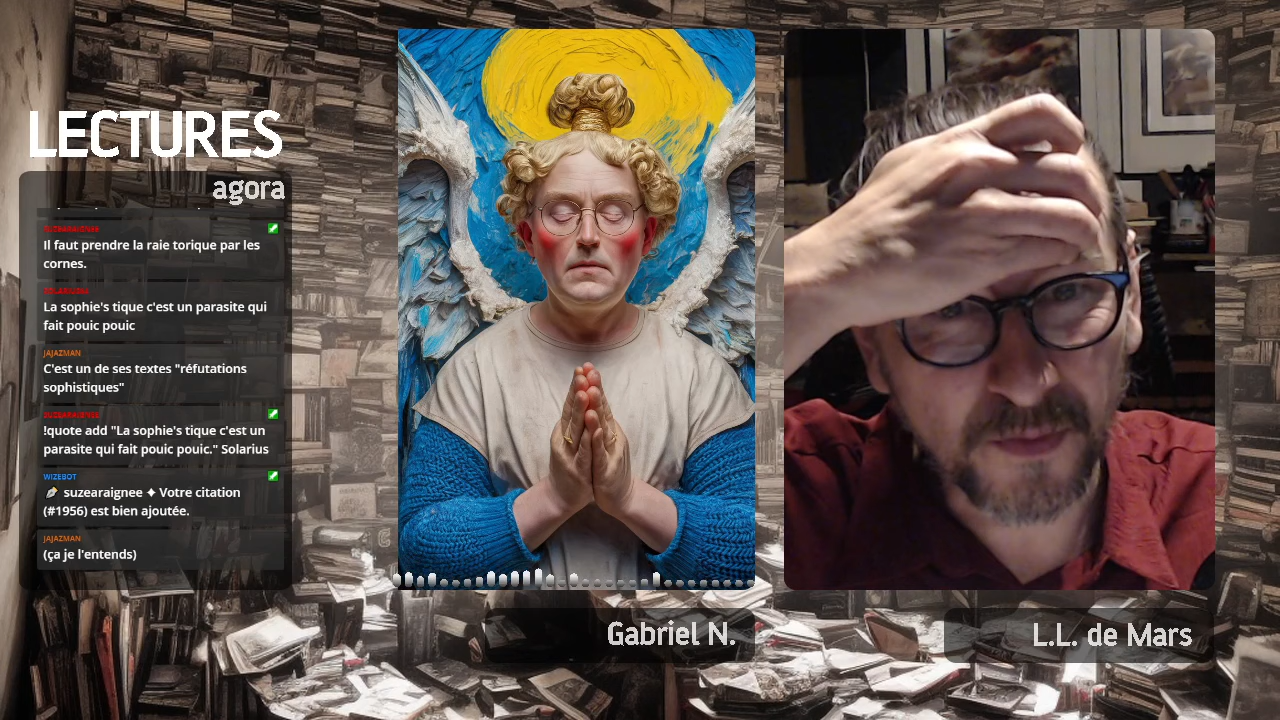 LECTURES
agora
SUZEARAIGNEE
Il faut prendre la raie torique par les
cornes.
SOLARIUSM
La sophie's tique c'est un parasite qui
fait pouic pouic
JAJAZMAN
C'est un de ses textes "réfutations
sophistiques"
SUZEARAIGNEE
!quote add "La sophie's tique c'est un
parasite qui fait pouic pouic." Solarius
WIZEBOT
suzearaignee ✦ Votre citation
(#1956) est bien ajoutée.
JAJAZMAN
(ça je l'entends)
Gabriel N.
L.L. de Mars